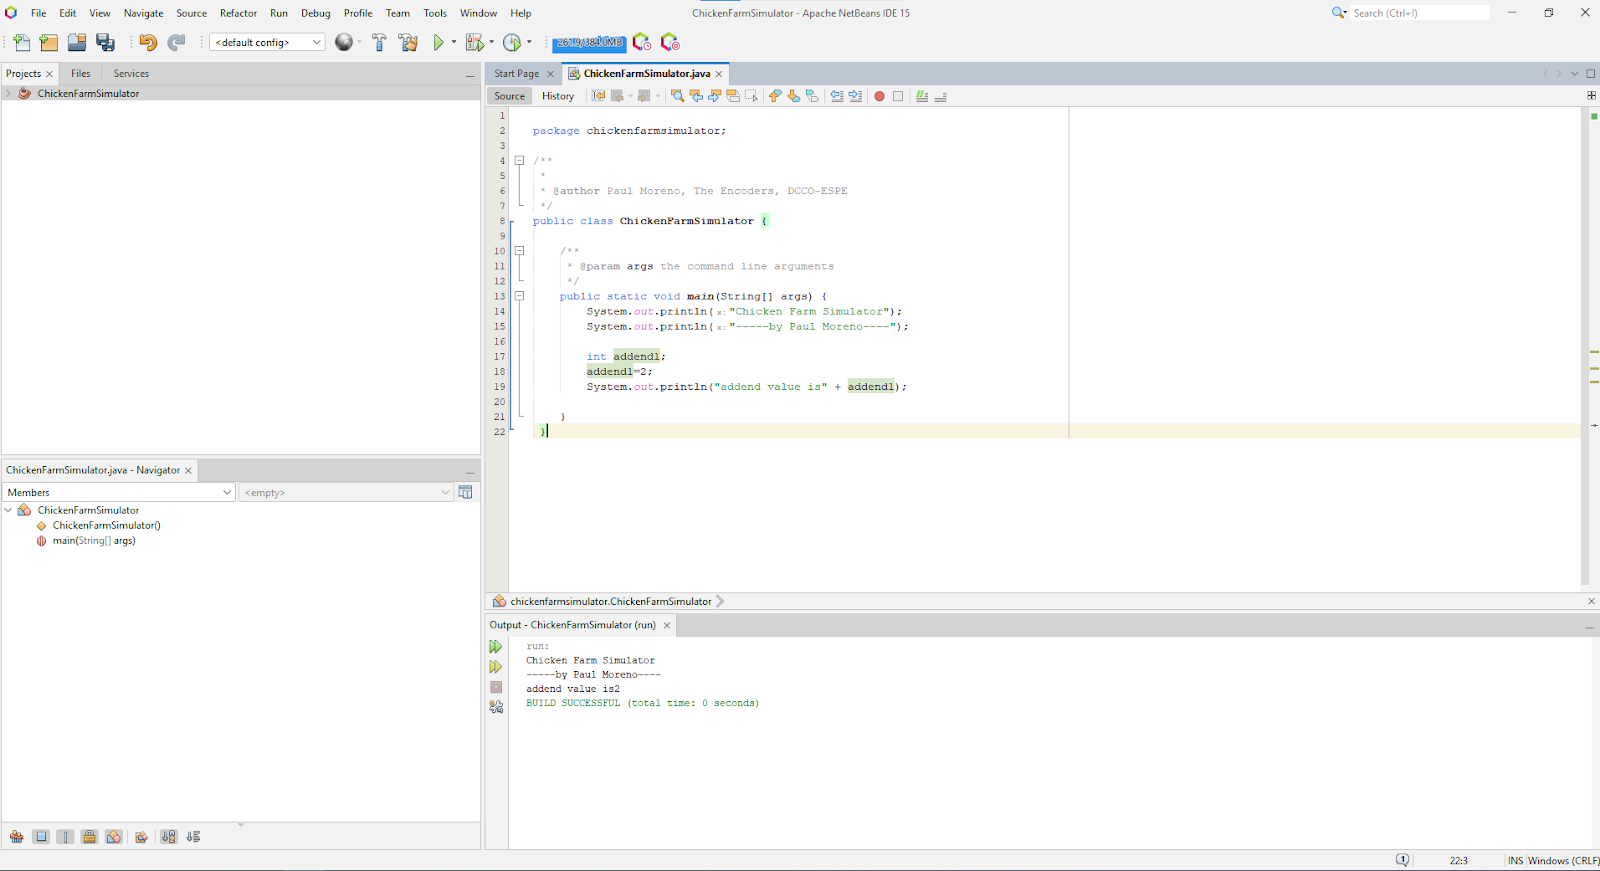 File Edit View Navigate Source Refactor Run Debug Profile Team Tools Window Help
ChickenFarmSimulator - Apache NetBeans IDE 15
Search (Ctrl+I)
<default config>
261.9/384.0MB
Projects Files Services
ChickenFarmSimulator
Start Page ChickenFarmSimulator.java
Source History
1
2 package chickenfarmsimulator;
3
4 /**
5 *
6 * @author Paul Moreno, The Encoders, DCCO-ESPE
7 */
8 public class ChickenFarmSimulator {
9
10 /**
11 * @param args the command line arguments
12 */
13 public static void main(String[] args) {
14 System.out.println(x: "Chicken Farm Simulator");
15 System.out.println(x: "-----by Paul Moreno----");
16
17 int addend1;
18 addend1=2;
19 System.out.println("addend value is" + addend1);
20
21 }
22 }
ChickenFarmSimulator.java - Navigator
Members <empty>
ChickenFarmSimulator
ChickenFarmSimulator()
main(String[] args)
chickenfarmsimulator.ChickenFarmSimulator
Output - ChickenFarmSimulator (run)
run:
Chicken Farm Simulator
-----by Paul Moreno----
addend value is2
BUILD SUCCESSFUL (total time: 0 seconds)
1 22:3 INS Windows (CRLF)